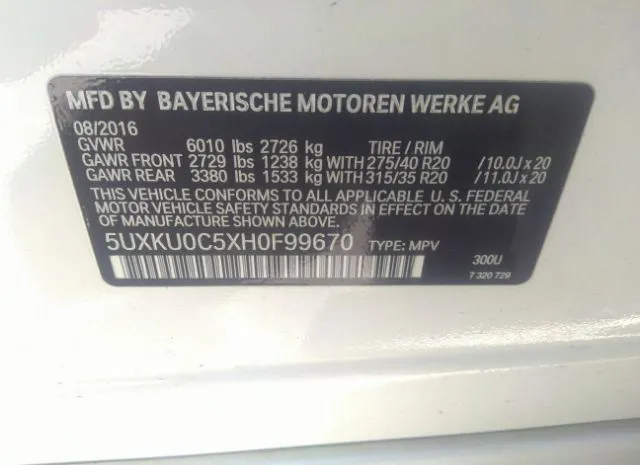 MFD BY BAYERISCHE MOTOREN WERKE AG
08/2016
GVWR 6010 lbs 2726 kg TIRE / RIM
GAWR FRONT 2729 lbs 1238 kg WITH 275/40 R20 /10.0J x 20
GAWR REAR 3380 lbs 1533 kg WITH 315/35 R20 /11.0J x 20
THIS VEHICLE CONFORMS TO ALL APPLICABLE U. S. FEDERAL
MOTOR VEHICLE SAFETY STANDARDS IN EFFECT ON THE DATE
OF MANUFACTURE SHOWN ABOVE.
5UXKU0C5XH0F99670 TYPE: MPV
300U
7 320 729